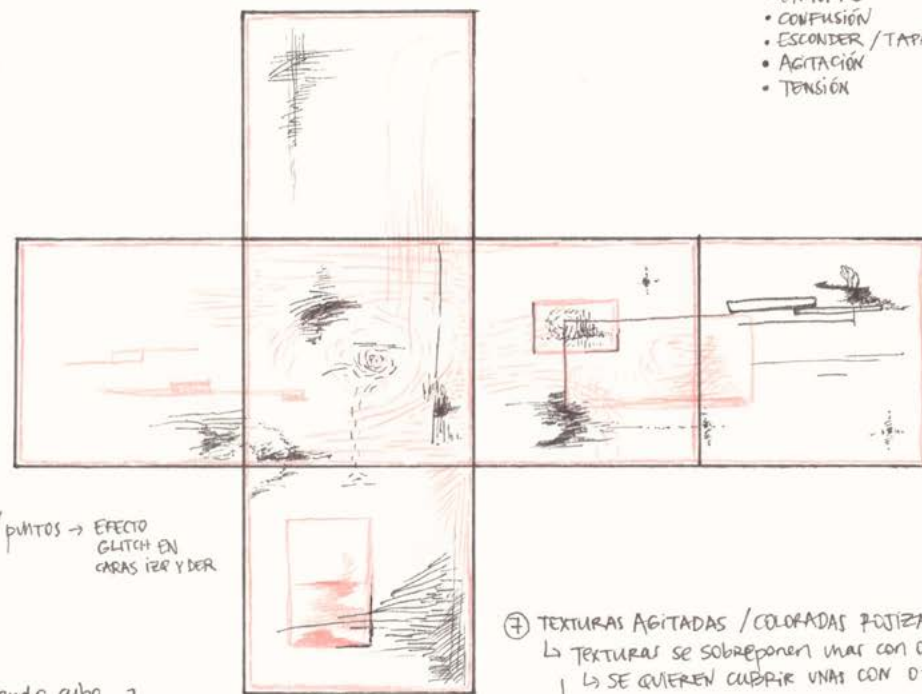 • CONFUSIÓN
• ESCONDER / TAP
• AGITACIÓN
• TENSIÓN
puntos → EFECTO
GLITCH EN
CARAS IZQ Y DER
⑦ TEXTURAS AGITADAS / COLORADAS ROJIZA
↳ TEXTURAS se sobreponen unas con
↳ SE QUIEREN CUBRIR UNAS CON O
cubo →